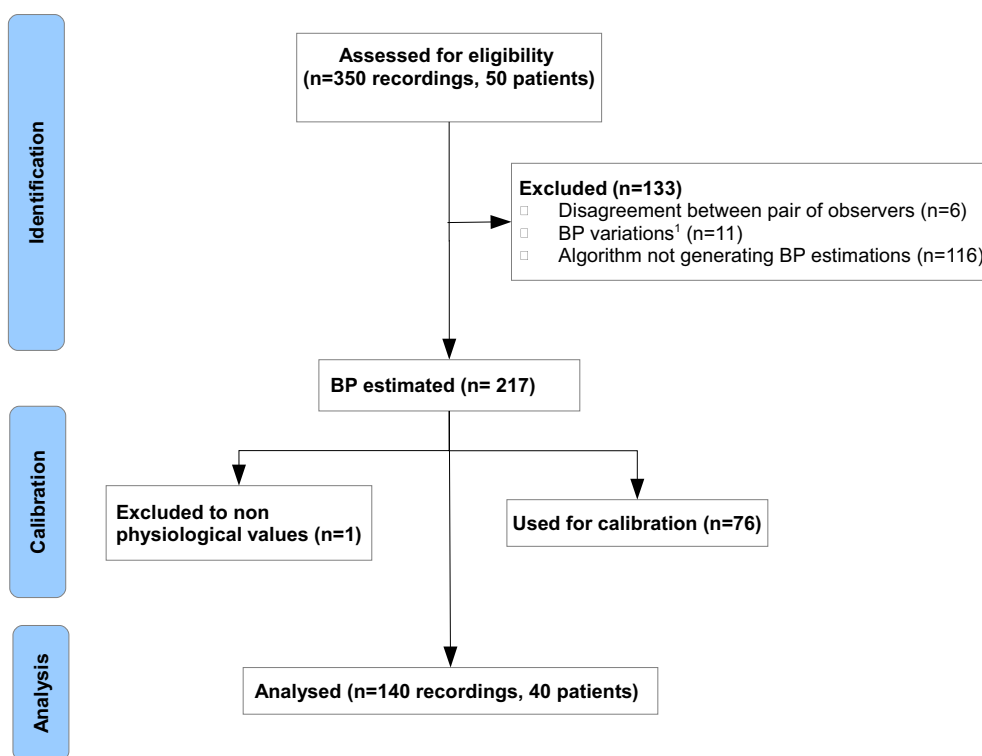 Identification
Assessed for eligibility
(n=350 recordings, 50 patients)
Excluded (n=133)
Disagreement between pair of observers (n=6)
BP variations¹ (n=11)
Algorithm not generating BP estimations (n=116)
BP estimated (n= 217)
Calibration
Excluded to non
physiological values (n=1)
Used for calibration (n=76)
Analysis
Analysed (n=140 recordings, 40 patients)